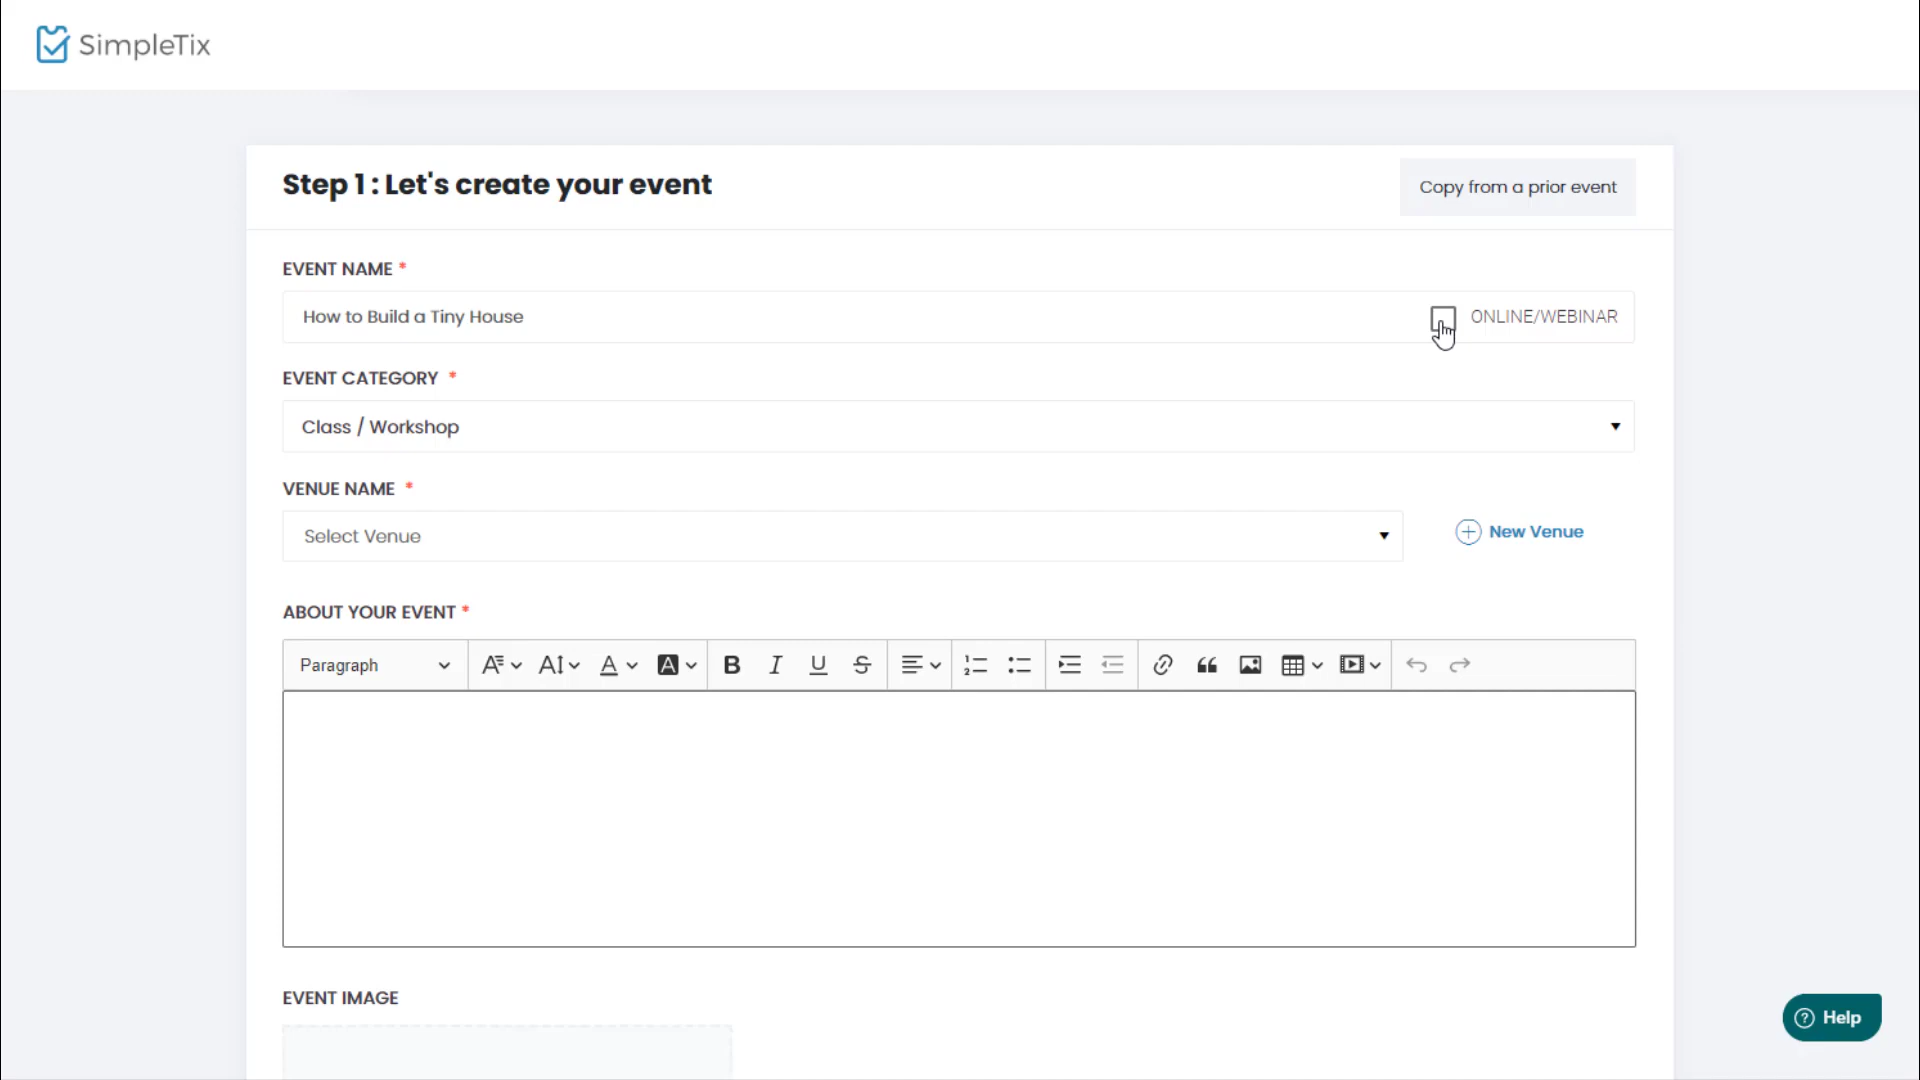 SimpleTix
Step 1 : Let's create your event
Copy from a prior event
EVENT NAME *
How to Build a Tiny House
ONLINE/WEBINAR
EVENT CATEGORY *
Class / Workshop
VENUE NAME *
Select Venue
New Venue
ABOUT YOUR EVENT *
Paragraph
EVENT IMAGE
Help